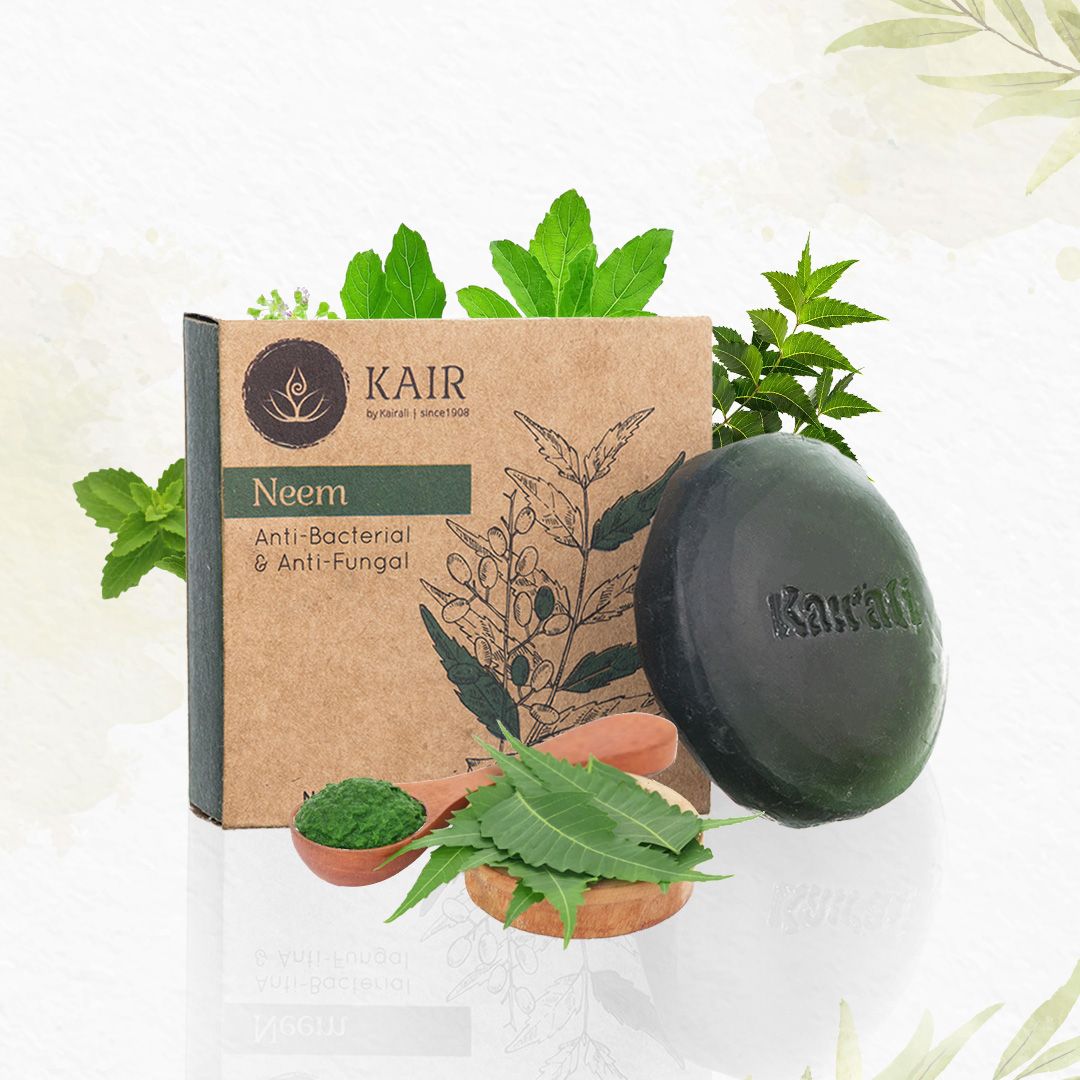 KAIR
by Kairali | since1908
Neem
Anti-Bacterial
& Anti-Fungal
Kairali